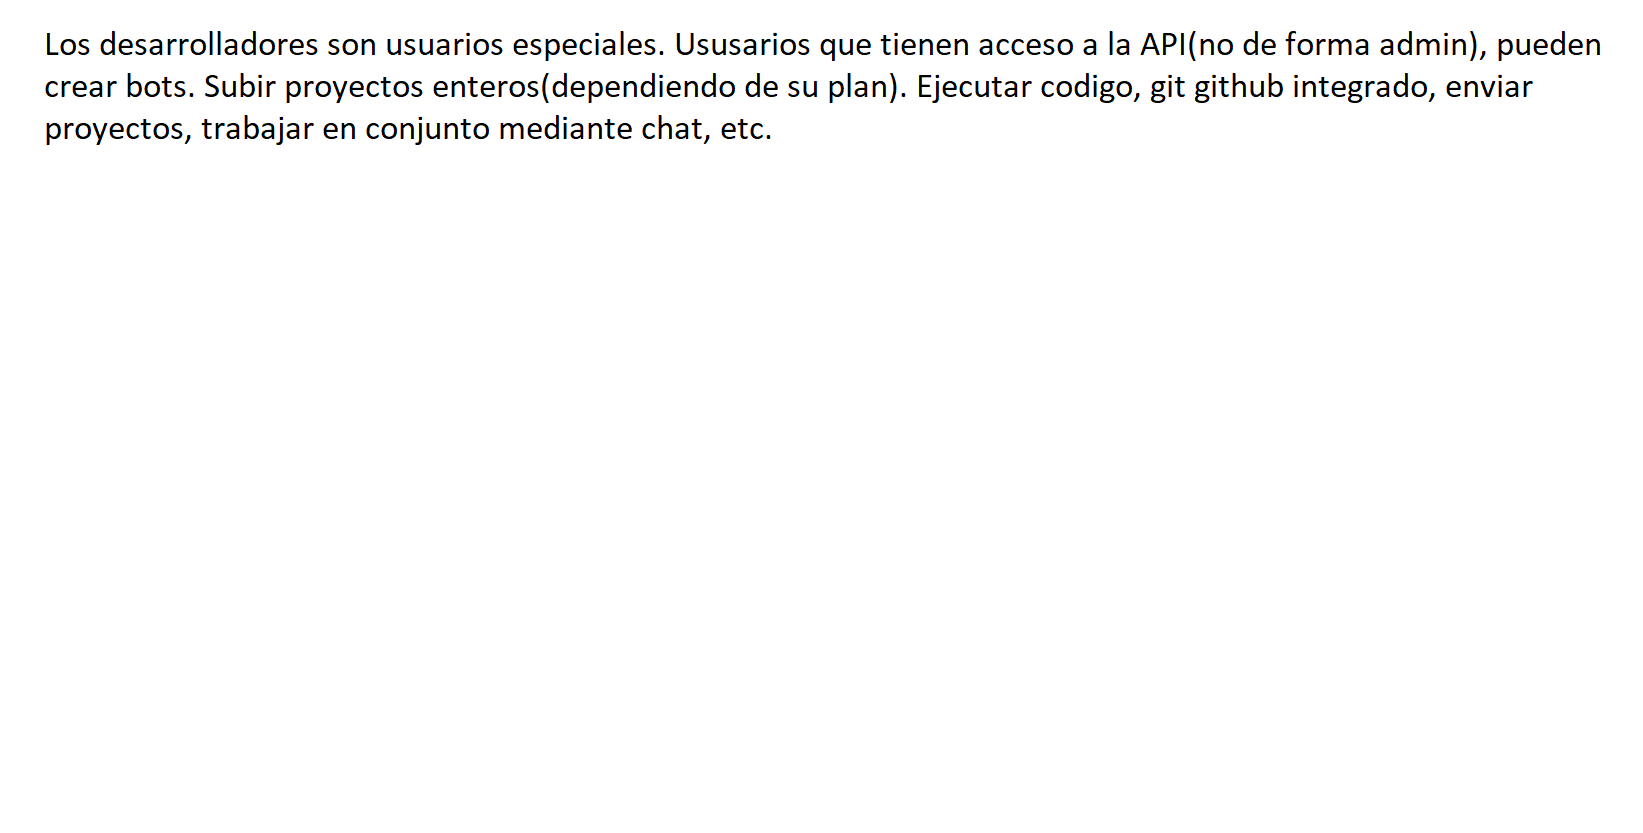 Los desarrolladores son usuarios especiales. Ususarios que tienen acceso a la API(no de forma admin), pueden
crear bots. Subir proyectos enteros(dependiendo de su plan). Ejecutar codigo, git github integrado, enviar
proyectos, trabajar en conjunto mediante chat, etc.